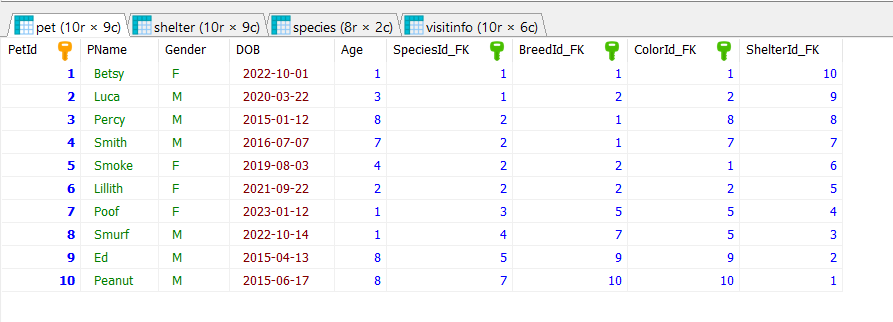 pet (10r × 9c) shelter (10r × 9c) species (8r × 2c) visitinfo (10r × 6c)
PetId PName Gender DOB Age SpeciesId_FK BreedId_FK ColorId_FK ShelterId_FK
1 Betsy F 2022-10-01 1 1 1 1 10
2 Luca M 2020-03-22 3 1 2 2 9
3 Percy M 2015-01-12 8 2 1 8 8
4 Smith M 2016-07-07 7 2 1 7 7
5 Smoke F 2019-08-03 4 2 2 1 6
6 Lillith F 2021-09-22 2 2 2 2 5
7 Poof F 2023-01-12 1 3 5 5 4
8 Smurf M 2022-10-14 1 4 7 5 3
9 Ed M 2015-04-13 8 5 9 9 2
10 Peanut M 2015-06-17 8 7 10 10 1